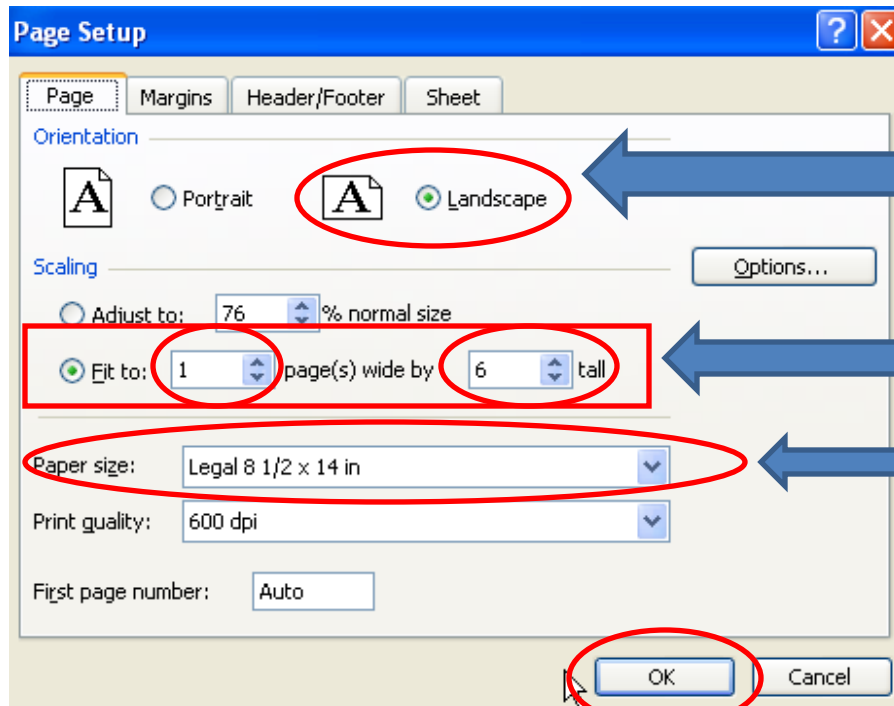 Page Setup
Page Margins Header/Footer Sheet
Orientation
A Portrait A Landscape
Scaling
Options...
Adjust to: 76 % normal size
Fit to: 1 page(s) wide by 6 tall
Paper size: Legal 8 1/2 x 14 in
Print quality: 600 dpi
First page number: Auto
OK Cancel